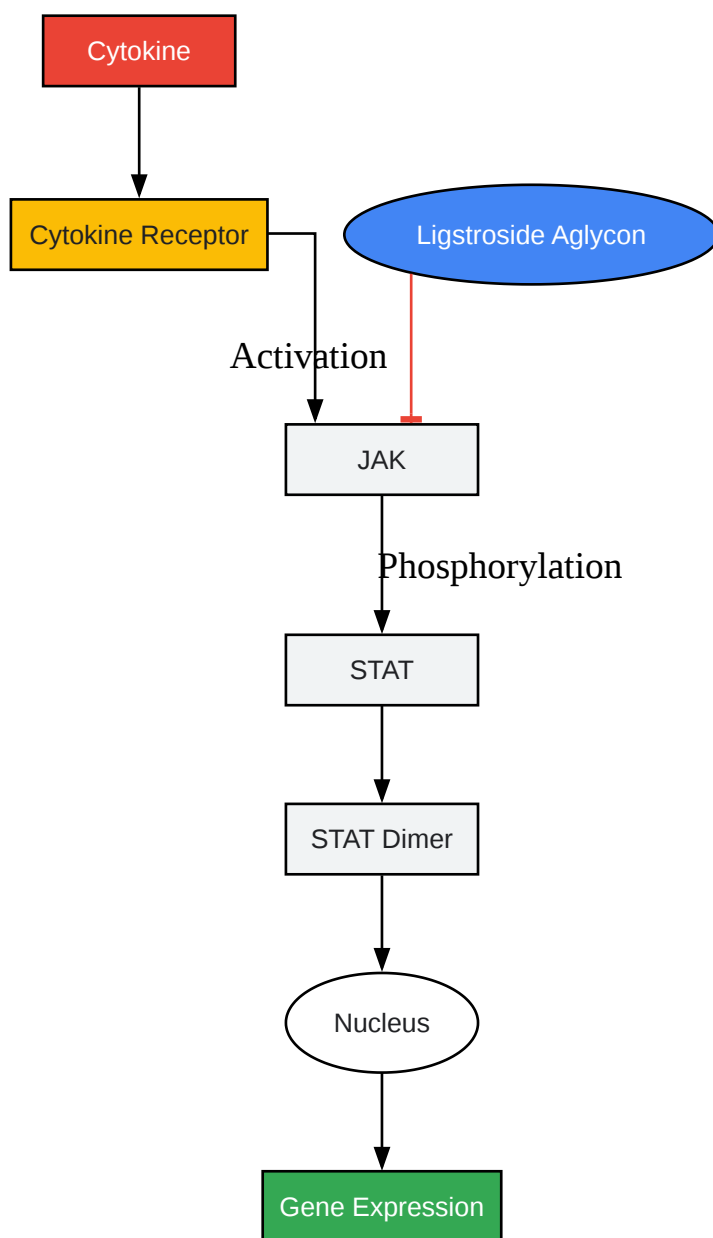 Cytokine
Cytokine Receptor
Ligstroside Aglycon
Activation
JAK
Phosphorylation
STAT
STAT Dimer
Nucleus
Gene Expression